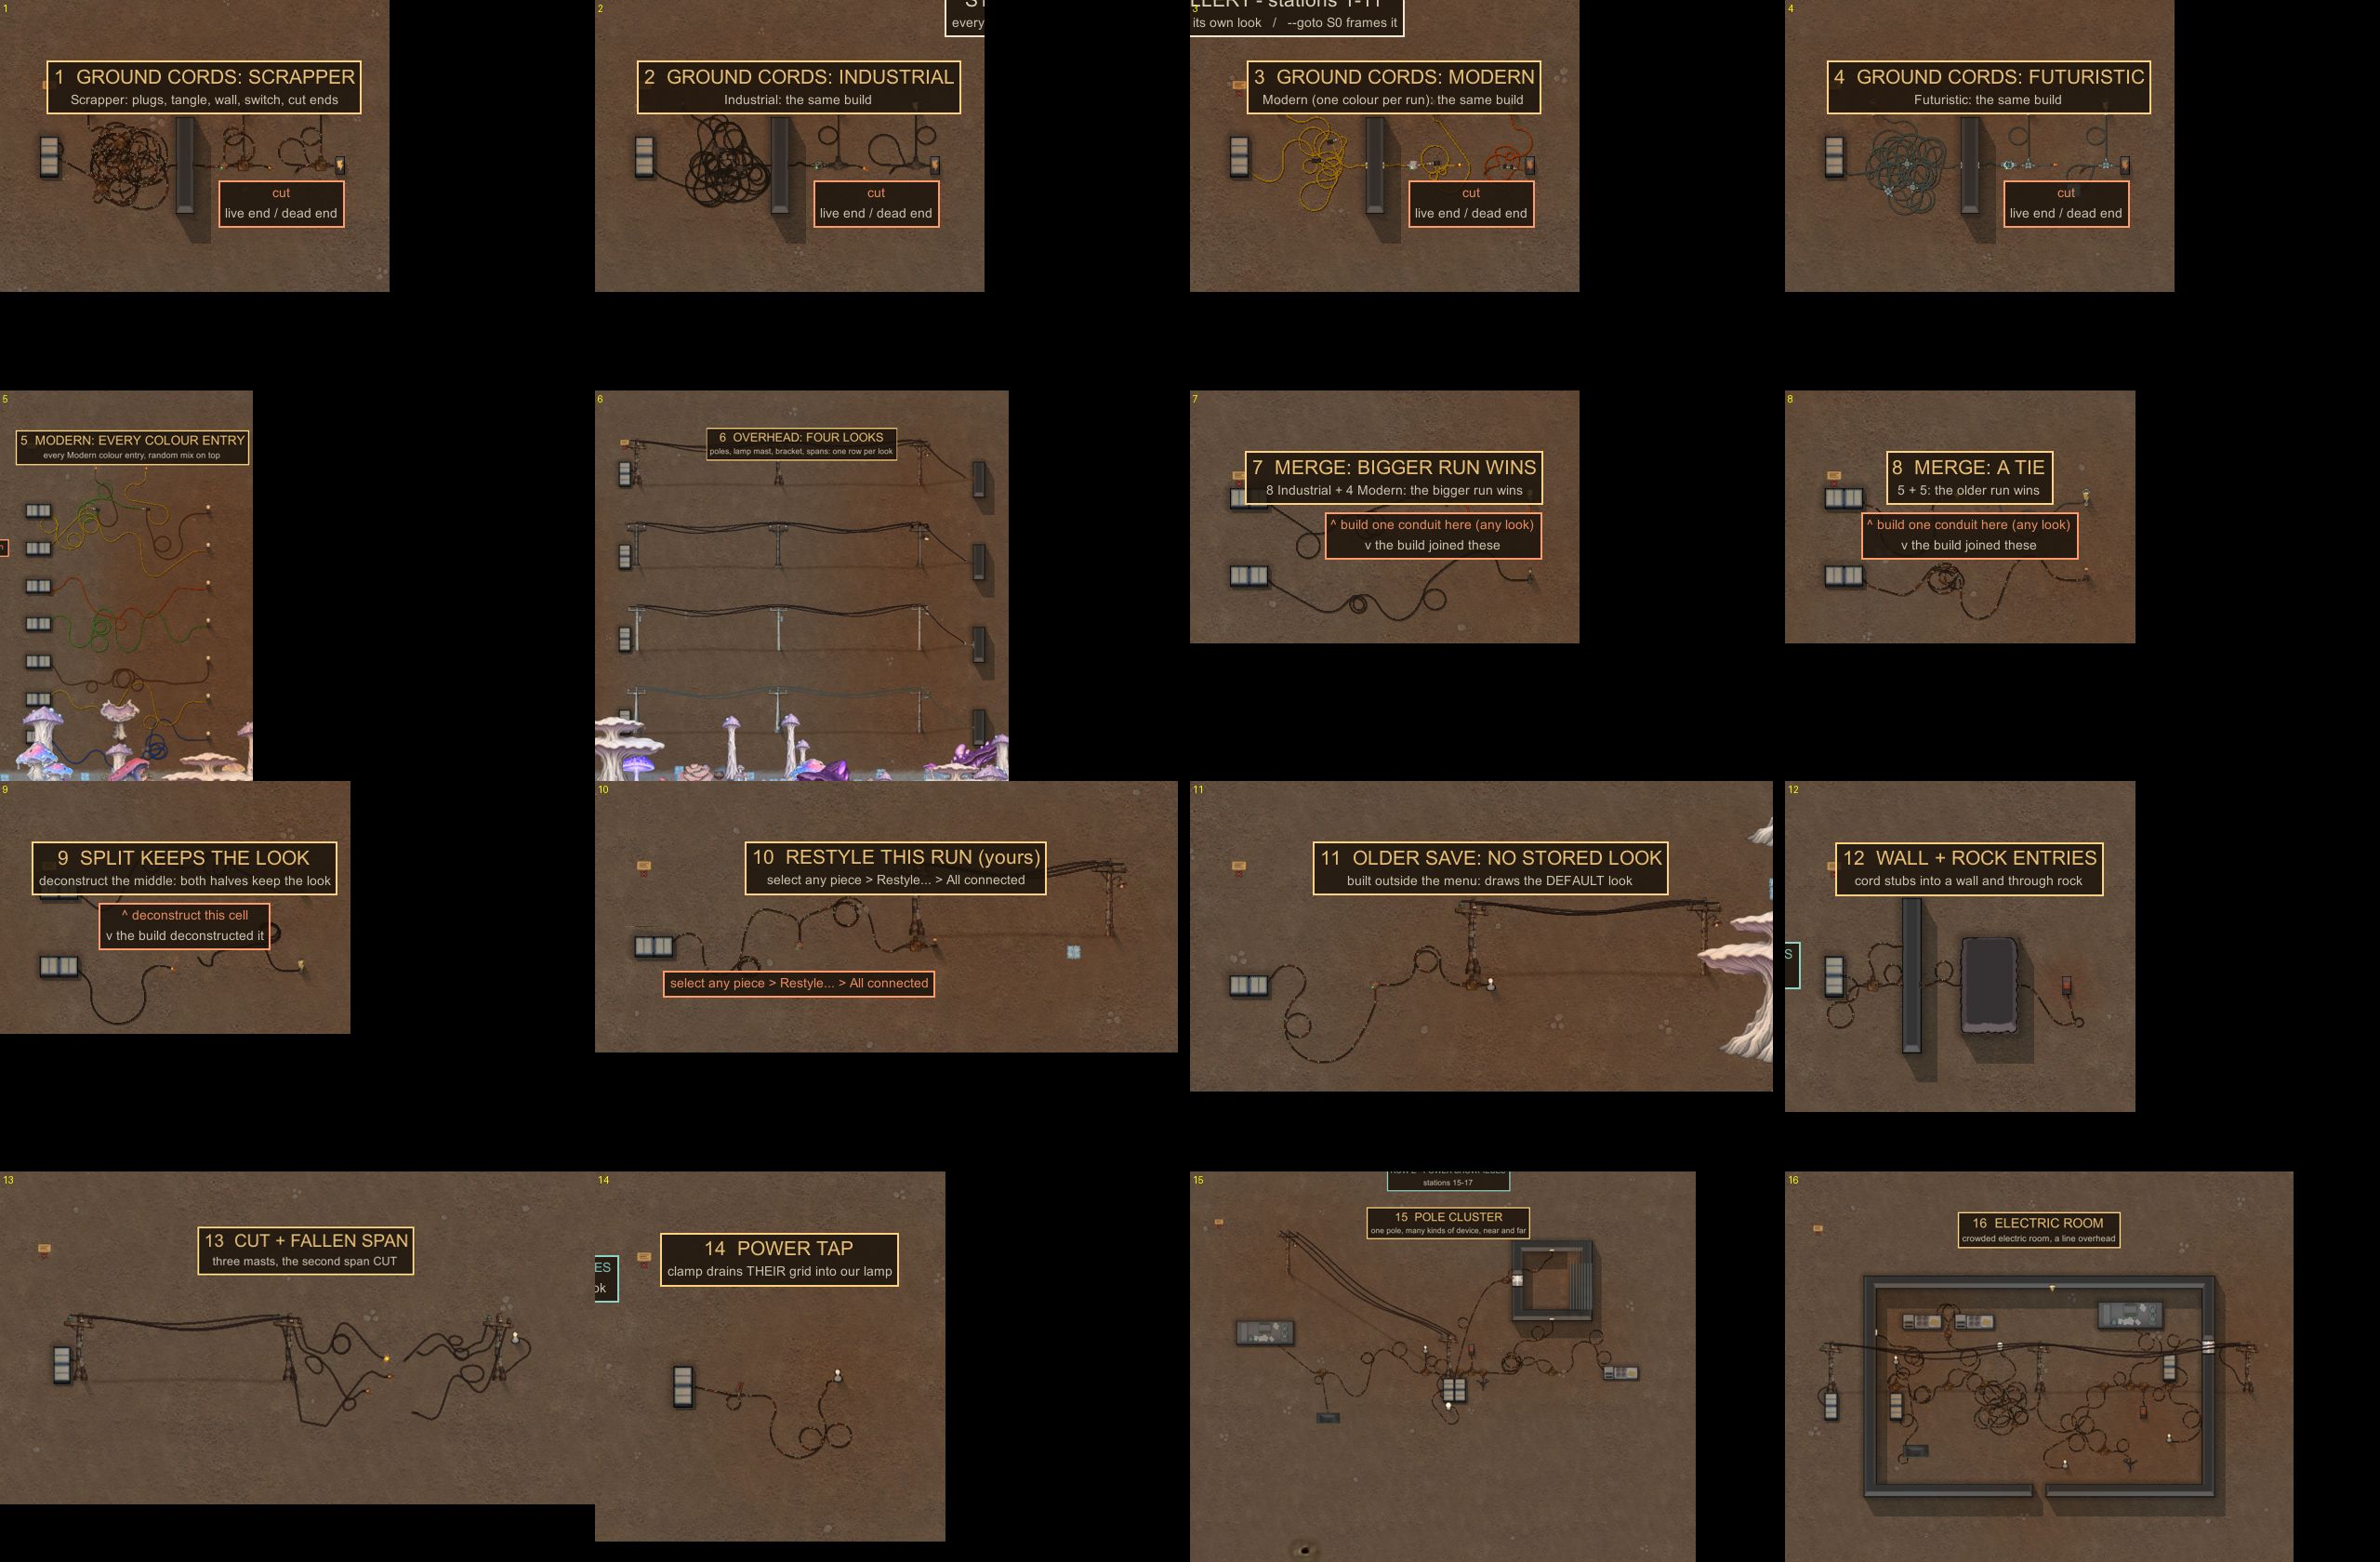 1
1 GROUND CORDS: SCRAPPER
Scrapper: plugs, tangle, wall, switch, cut ends
cut
live end / dead end
2
every
2 GROUND CORDS: INDUSTRIAL
Industrial: the same build
cut
live end / dead end
3
LLERY - stations 1-11
its own look / --goto S0 frames it
3 GROUND CORDS: MODERN
Modern (one colour per run): the same build
cut
live end / dead end
4
4 GROUND CORDS: FUTURISTIC
Futuristic: the same build
cut
live end / dead end
5
5 MODERN: EVERY COLOUR ENTRY
every Modern colour entry, random mix on top
6
6 OVERHEAD: FOUR LOOKS
poles, lamp mast, bracket, spans: one row per look
7
7 MERGE: BIGGER RUN WINS
8 Industrial + 4 Modern: the bigger run wins
^ build one conduit here (any look)
v the build joined these
8
8 MERGE: A TIE
5 + 5: the older run wins
^ build one conduit here (any look)
v the build joined these
9
9 SPLIT KEEPS THE LOOK
deconstruct the middle: both halves keep the look
^ deconstruct this cell
v the build deconstructed it
10
10 RESTYLE THIS RUN (yours)
select any piece > Restyle... > All connected
select any piece > Restyle... > All connected
11
11 OLDER SAVE: NO STORED LOOK
built outside the menu: draws the DEFAULT look
12
12 WALL + ROCK ENTRIES
cord stubs into a wall and through rock
S
13
13 CUT + FALLEN SPAN
three masts, the second span CUT
14
14 POWER TAP
clamp drains THEIR grid into our lamp
ES
ok
15
stations 15-17
15 POLE CLUSTER
one pole, many kinds of device, near and far
16
16 ELECTRIC ROOM
crowded electric room, a line overhead